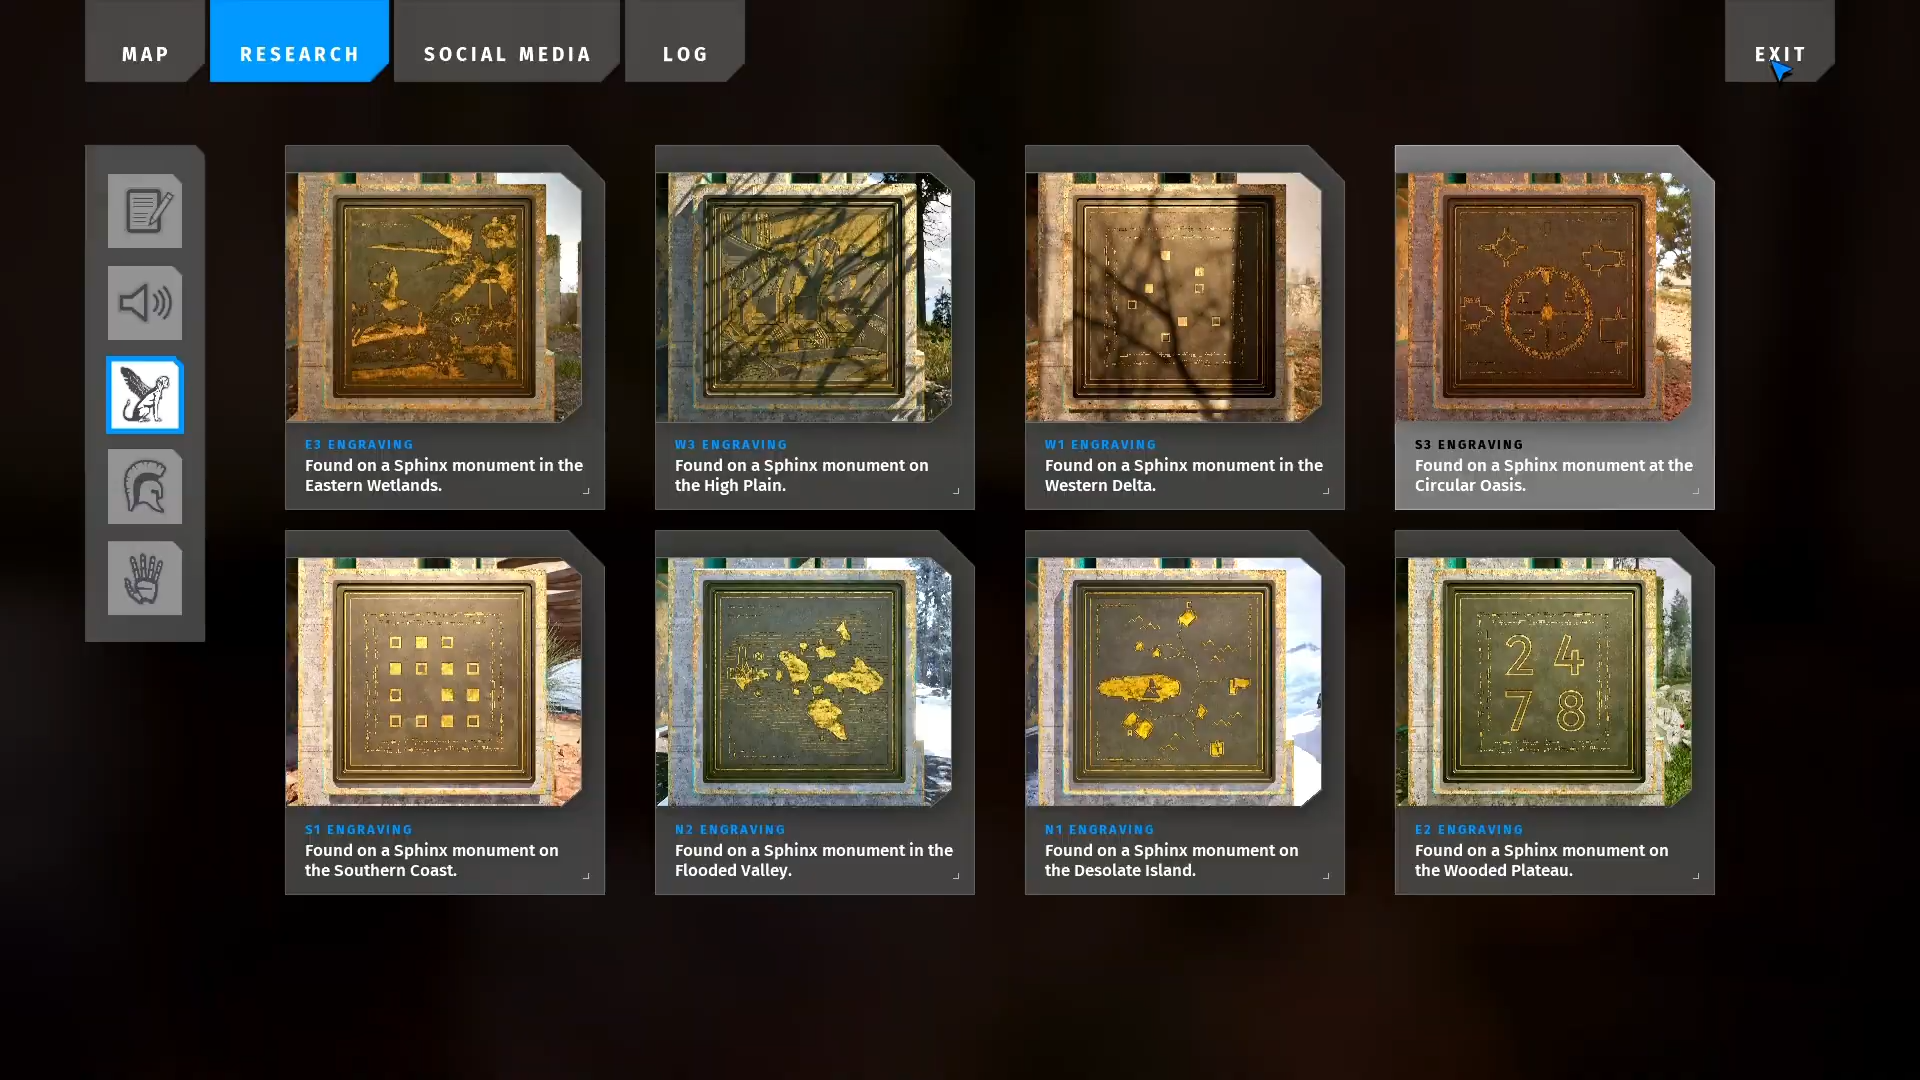 MAP
RESEARCH
SOCIAL MEDIA
LOG
EXIT
E3 ENGRAVING
Found on a Sphinx monument in the
Eastern Wetlands.
W3 ENGRAVING
Found on a Sphinx monument on
the High Plain.
W1 ENGRAVING
Found on a Sphinx monument in the
Western Delta.
S3 ENGRAVING
Found on a Sphinx monument at the
Circular Oasis.
2 4
7 8
S1 ENGRAVING
Found on a Sphinx monument on
the Southern Coast.
N2 ENGRAVING
Found on a Sphinx monument in the
Flooded Valley.
N1 ENGRAVING
Found on a Sphinx monument on
the Desolate Island.
E2 ENGRAVING
Found on a Sphinx monument on
the Wooded Plateau.